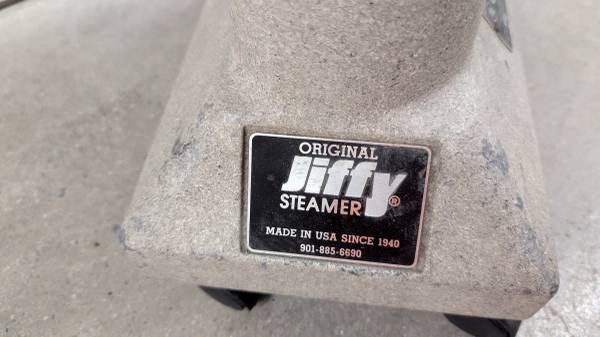 ORIGINAL
Jiffy
STEAMER®
MADE IN USA SINCE 1940
901-885-6690